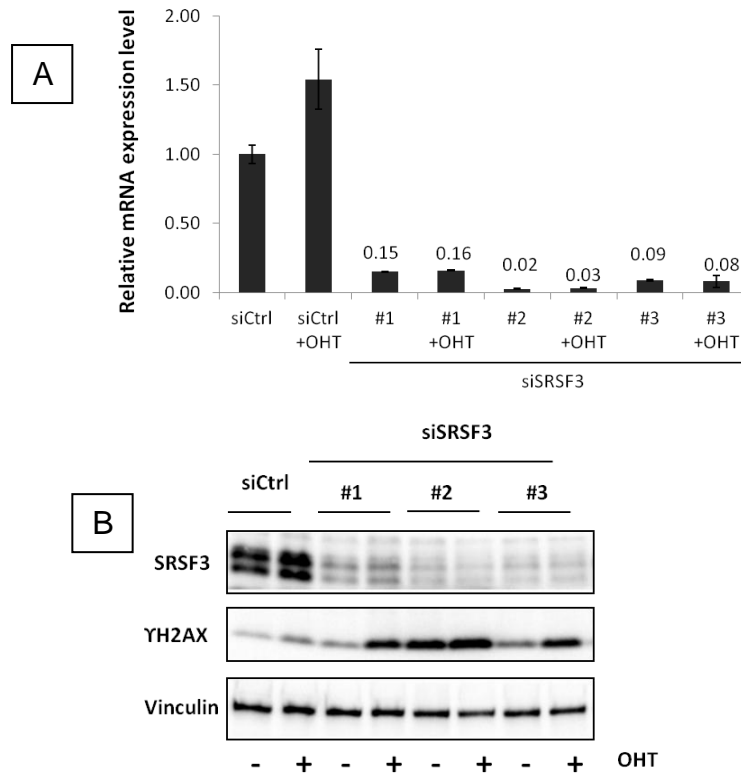 A
Relative mRNA expression level
2.00
1.50
1.00
0.50
0.00
0.15
0.16
0.02
0.03
0.09
0.08
siCtrl
siCtrl
+OHT
#1
#1
+OHT
#2
#2
+OHT
#3
#3
+OHT
siSRSF3
B
siSRSF3
siCtrl
#1
#2
#3
SRSF3
ϒH2AX
Vinculin
- + - + - + - + OHT